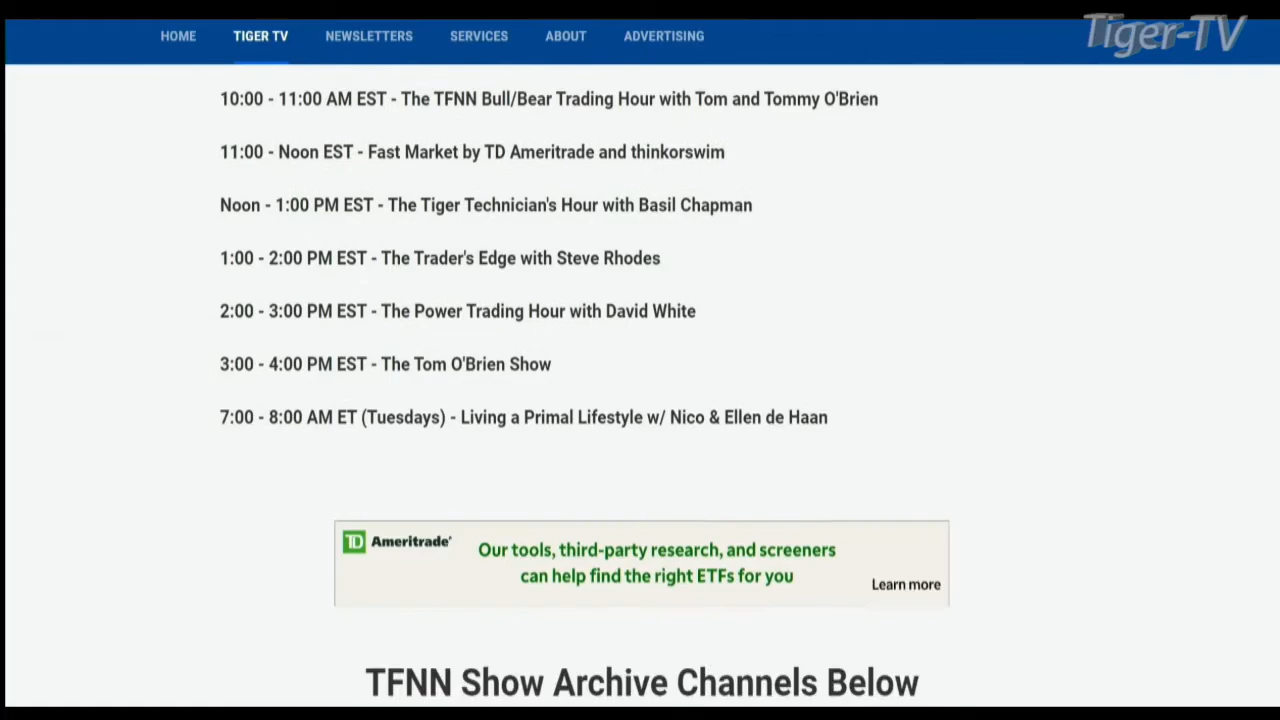 HOME TIGER TV NEWSLETTERS SERVICES ABOUT ADVERTISING Tiger-TV
10:00 - 11:00 AM EST - The TFNN Bull/Bear Trading Hour with Tom and Tommy O'Brien
11:00 - Noon EST - Fast Market by TD Ameritrade and thinkorswim
Noon - 1:00 PM EST - The Tiger Technician's Hour with Basil Chapman
1:00 - 2:00 PM EST - The Trader's Edge with Steve Rhodes
2:00 - 3:00 PM EST - The Power Trading Hour with David White
3:00 - 4:00 PM EST - The Tom O'Brien Show
7:00 - 8:00 AM ET (Tuesdays) - Living a Primal Lifestyle w/ Nico & Ellen de Haan
TD Ameritrade
Our tools, third-party research, and screeners
can help find the right ETFs for you
Learn more
TFNN Show Archive Channels Below